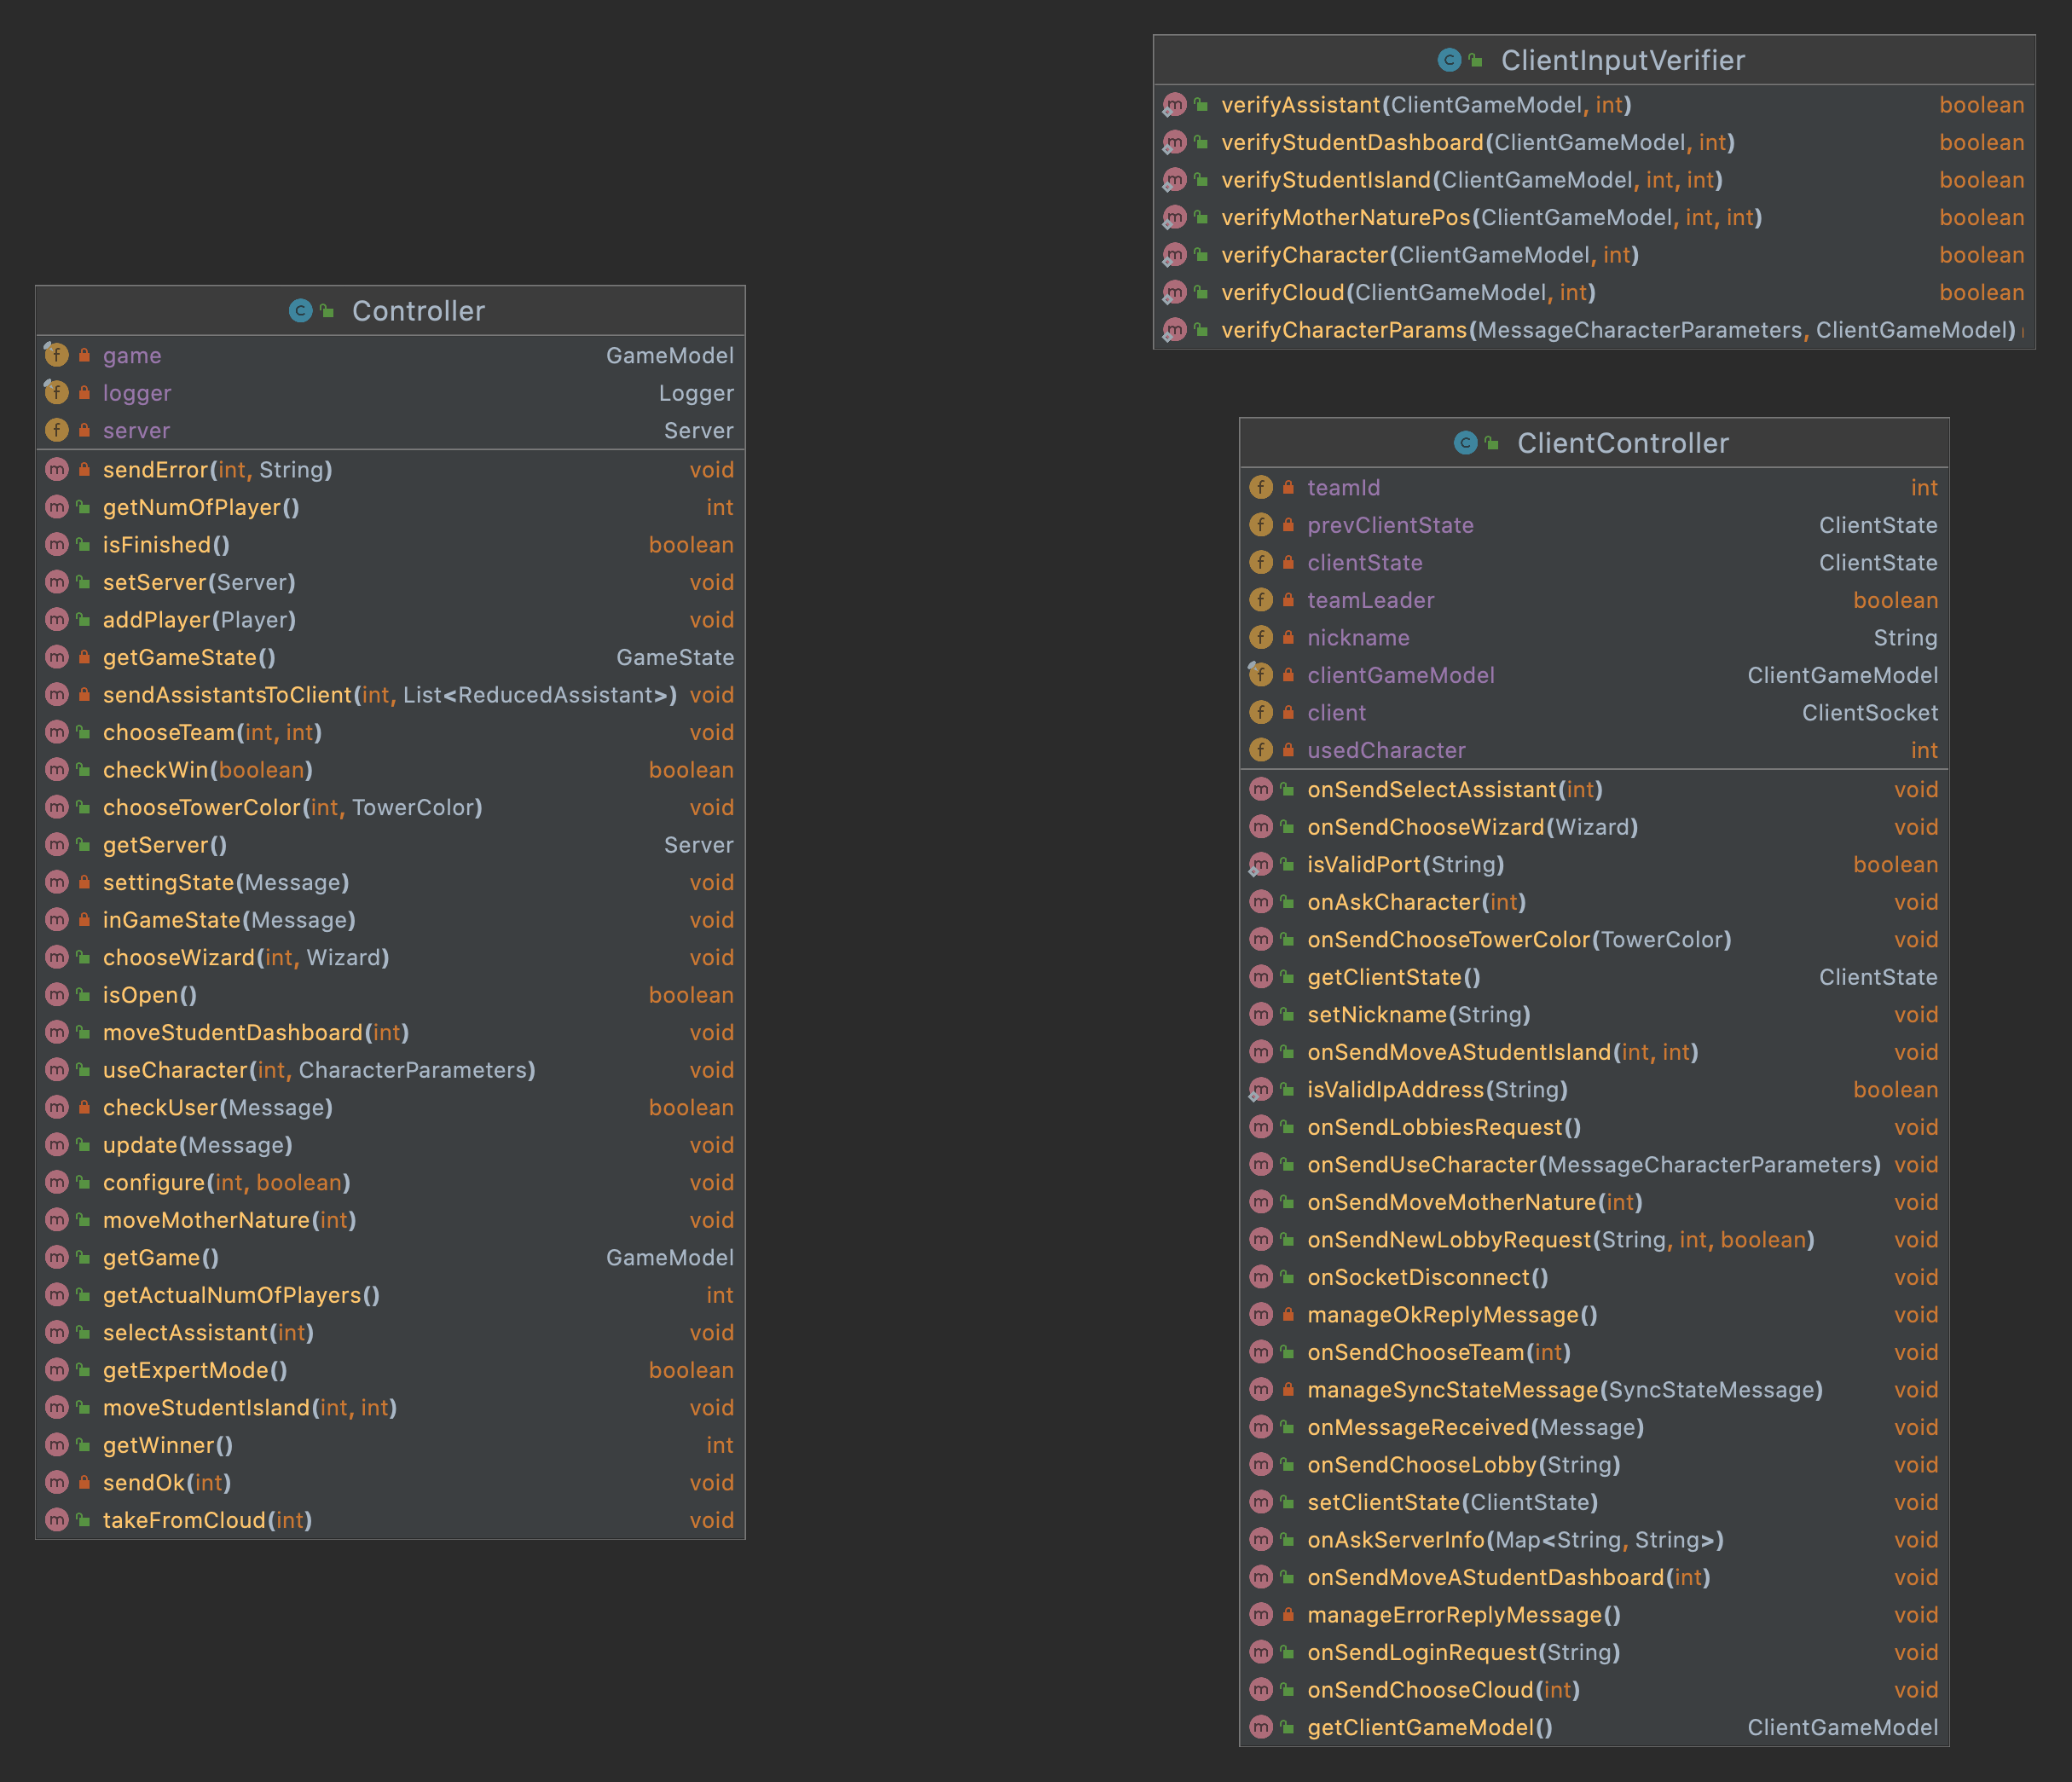 ClientInputVerifier
verifyAssistant(ClientGameModel, int) boolean
verifyStudentDashboard(ClientGameModel, int) boolean
verifyStudentIsland(ClientGameModel, int, int) boolean
verifyMotherNaturePos(ClientGameModel, int, int) boolean
verifyCharacter(ClientGameModel, int) boolean
verifyCloud(ClientGameModel, int) boolean
verifyCharacterParams(MessageCharacterParameters, ClientGameModel)
Controller
game GameModel
logger Logger
server Server
sendError(int, String) void
getNumOfPlayer() int
isFinished() boolean
setServer(Server) void
addPlayer(Player) void
getGameState() GameState
sendAssistantsToClient(int, List<ReducedAssistant>) void
chooseTeam(int, int) void
checkWin(boolean) boolean
chooseTowerColor(int, TowerColor) void
getServer() Server
settingState(Message) void
inGameState(Message) void
chooseWizard(int, Wizard) void
isOpen() boolean
moveStudentDashboard(int) void
useCharacter(int, CharacterParameters) void
checkUser(Message) boolean
update(Message) void
configure(int, boolean) void
moveMotherNature(int) void
getGame() GameModel
getActualNumOfPlayers() int
selectAssistant(int) void
getExpertMode() boolean
moveStudentIsland(int, int) void
getWinner() int
sendOk(int) void
takeFromCloud(int) void
ClientController
teamId int
prevClientState ClientState
clientState ClientState
teamLeader boolean
nickname String
clientGameModel ClientGameModel
client ClientSocket
usedCharacter int
onSendSelectAssistant(int) void
onSendChooseWizard(Wizard) void
isValidPort(String) boolean
onAskCharacter(int) void
onSendChooseTowerColor(TowerColor) void
getClientState() ClientState
setNickname(String) void
onSendMoveAStudentIsland(int, int) void
isValidIpAddress(String) boolean
onSendLobbiesRequest() void
onSendUseCharacter(MessageCharacterParameters) void
onSendMoveMotherNature(int) void
onSendNewLobbyRequest(String, int, boolean) void
onSocketDisconnect() void
manageOkReplyMessage() void
onSendChooseTeam(int) void
manageSyncStateMessage(SyncStateMessage) void
onMessageReceived(Message) void
onSendChooseLobby(String) void
setClientState(ClientState) void
onAskServerInfo(Map<String, String>) void
onSendMoveAStudentDashboard(int) void
manageErrorReplyMessage() void
onSendLoginRequest(String) void
onSendChooseCloud(int) void
getClientGameModel() ClientGameModel